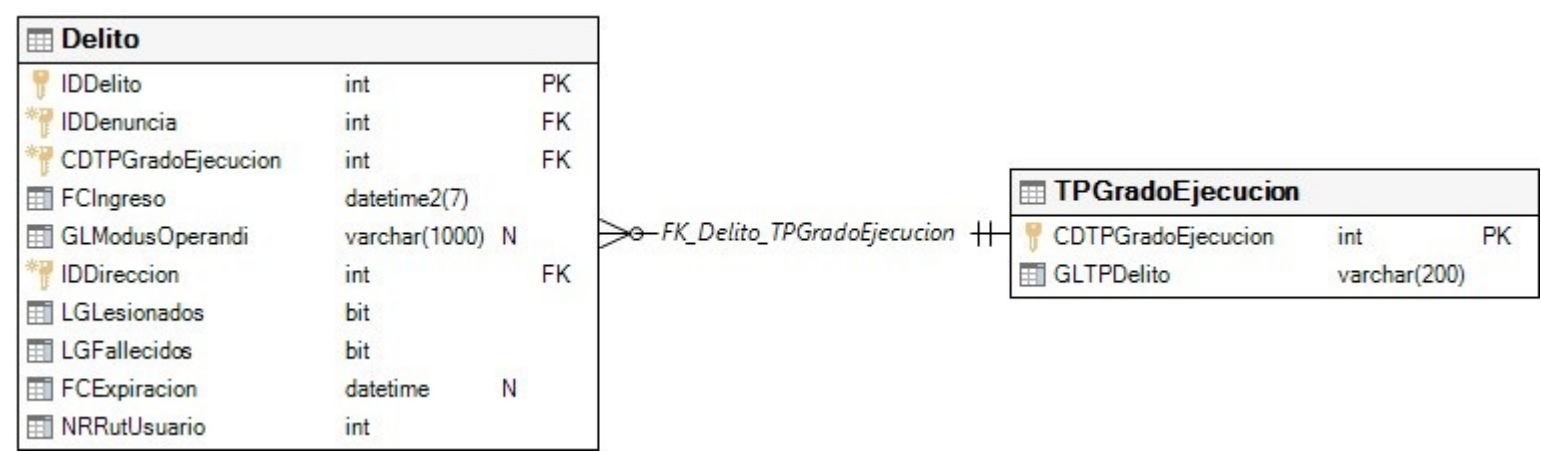 Delito
IDDelito int PK
IDDenuncia int FK
CDTPGradoEjecucion int FK
FCIngreso datetime2(7)
GLModusOperandi varchar(1000) N
IDDireccion int FK
LGLesionados bit
LGFallecidos bit
FCExpiracion datetime N
NRRutUsuario int
FK_Delito_TPGradoEjecucion
TPGradoEjecucion
CDTPGradoEjecucion int PK
GLTPDelito varchar(200)